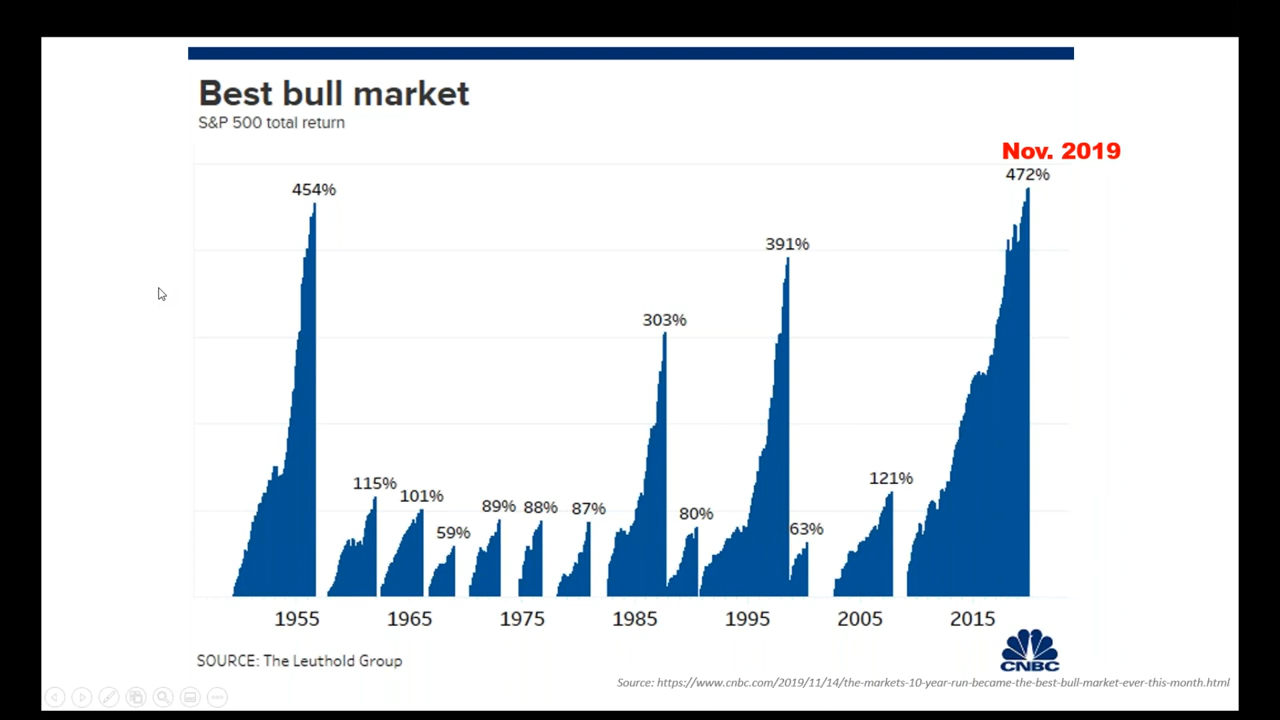 Best bull market
S&P 500 total return
Nov. 2019
472%
454%
391%
303%
121%
115%
101%
89%
88%
87%
80%
63%
59%
1955 1965 1975 1985 1995 2005 2015
SOURCE: The Leuthold Group
CNBC
Source: https://www.cnbc.com/2019/11/14/the-markets-10-year-run-became-the-best-bull-market-ever-this-month.html